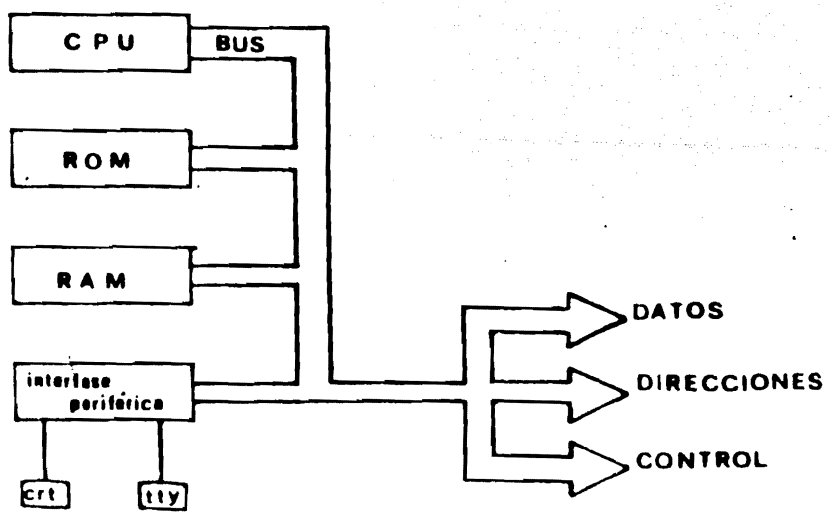 CPU
BUS
ROM
RAM
interfase
periférica
crt
tty
DATOS
DIRECCIONES
CONTROL